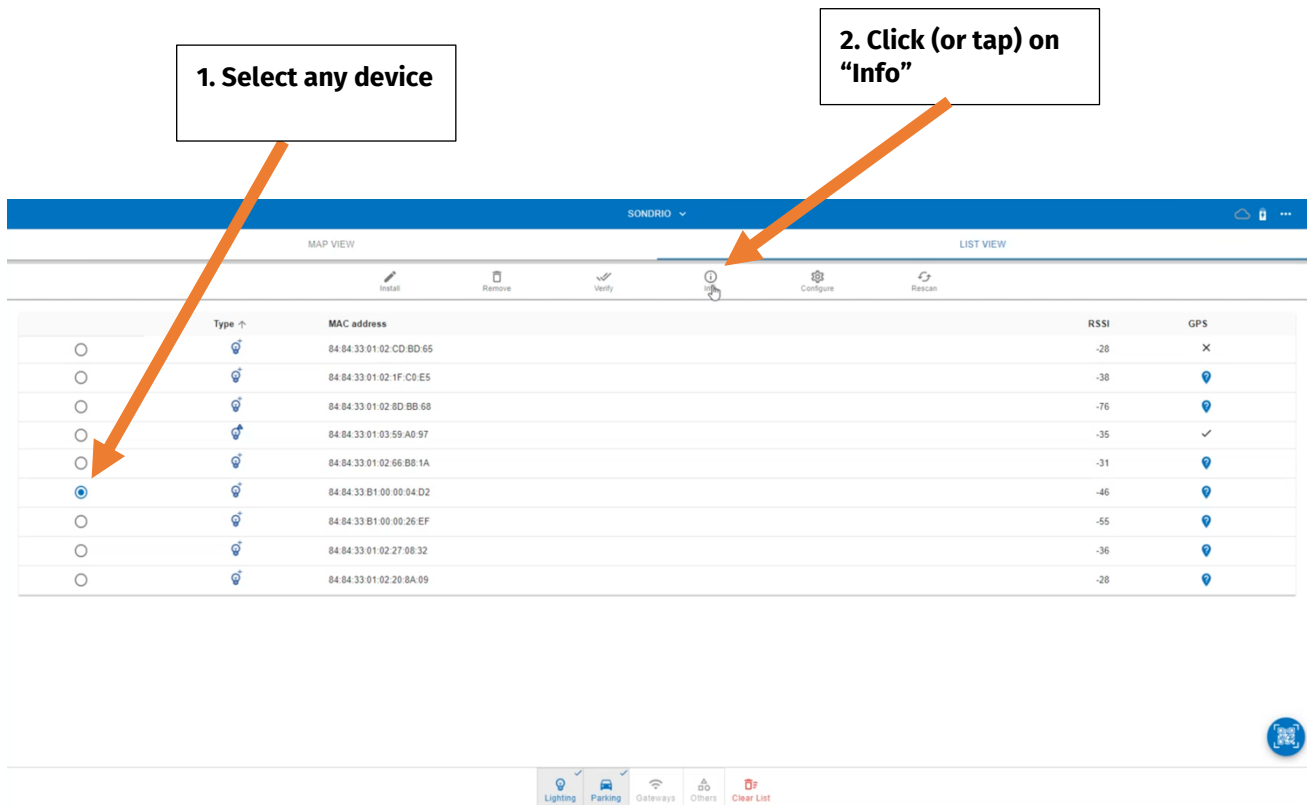 1. Select any device
2. Click (or tap) on
“Info”
SONDRIO
MAP VIEW
LIST VIEW
Install
Remove
Verify
Info
Configure
Rescan
Type
MAC address
RSSI
GPS
84:84:33:01:02:CD:BD:65
-28
84:84:33:01:02:1F:C0:E5
-38
84:84:33:01:02:8D:BB:68
-76
84:84:33:01:03:59:A0:97
-35
84:84:33:01:02:66:B8:1A
-31
84:84:33:B1:00:00:04:D2
-46
84:84:33:B1:00:00:26:EF
-55
84:84:33:01:02:27:08:32
-36
84:84:33:01:02:20:8A:09
-28
Lighting
Parking
Gateways
Others
Clear List